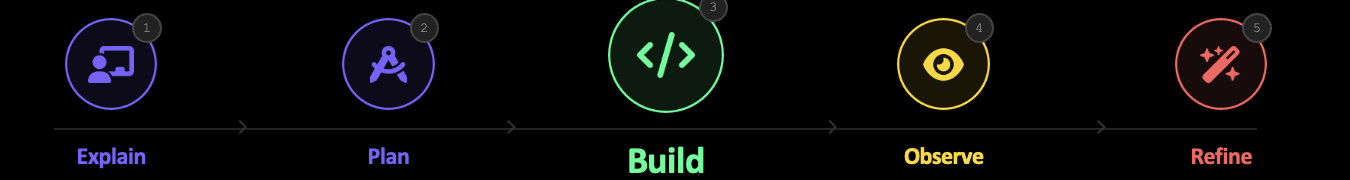 1
2
3
4
5
Explain
Plan
Build
Observe
Refine